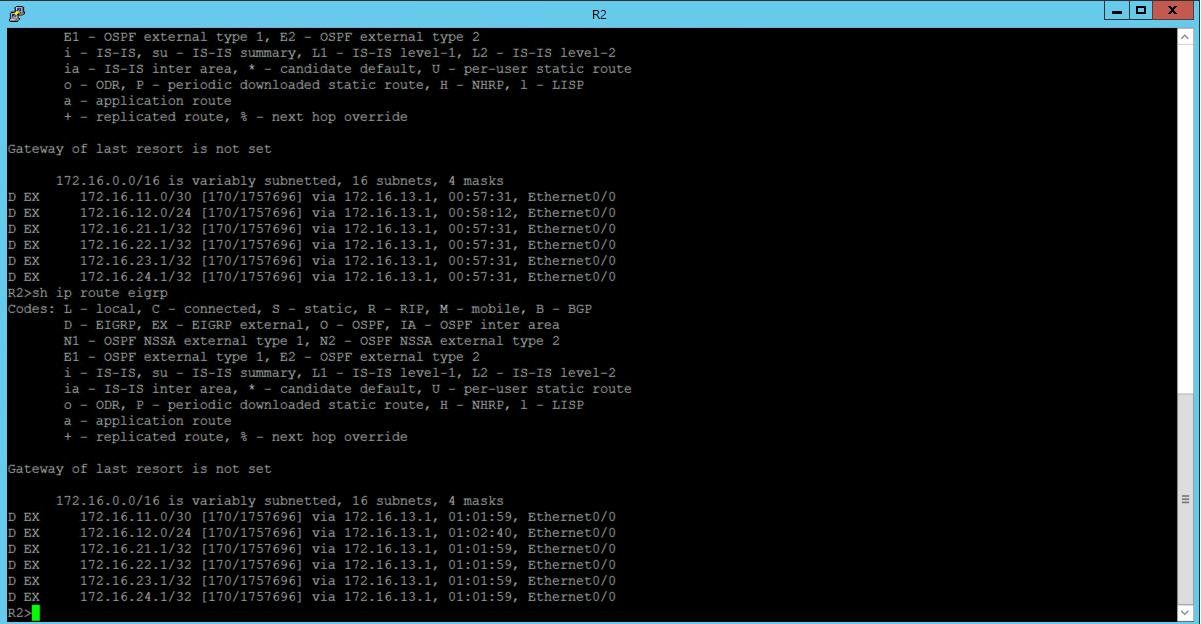 R2
       E1 - OSPF external type 1, E2 - OSPF external type 2
       i - IS-IS, su - IS-IS summary, L1 - IS-IS level-1, L2 - IS-IS level-2
       ia - IS-IS inter area, * - candidate default, U - per-user static route
       o - ODR, P - periodic downloaded static route, H - NHRP, l - LISP
       a - application route
       + - replicated route, % - next hop override
Gateway of last resort is not set
      172.16.0.0/16 is variably subnetted, 16 subnets, 4 masks
D EX     172.16.11.0/30 [170/1757696] via 172.16.13.1, 00:57:31, Ethernet0/0
D EX     172.16.12.0/24 [170/1757696] via 172.16.13.1, 00:58:12, Ethernet0/0
D EX     172.16.21.1/32 [170/1757696] via 172.16.13.1, 00:57:31, Ethernet0/0
D EX     172.16.22.1/32 [170/1757696] via 172.16.13.1, 00:57:31, Ethernet0/0
D EX     172.16.23.1/32 [170/1757696] via 172.16.13.1, 00:57:31, Ethernet0/0
D EX     172.16.24.1/32 [170/1757696] via 172.16.13.1, 00:57:31, Ethernet0/0
R2>sh ip route eigrp
Codes: L - local, C - connected, S - static, R - RIP, M - mobile, B - BGP
       D - EIGRP, EX - EIGRP external, O - OSPF, IA - OSPF inter area
       N1 - OSPF NSSA external type 1, N2 - OSPF NSSA external type 2
       E1 - OSPF external type 1, E2 - OSPF external type 2
       i - IS-IS, su - IS-IS summary, L1 - IS-IS level-1, L2 - IS-IS level-2
       ia - IS-IS inter area, * - candidate default, U - per-user static route
       o - ODR, P - periodic downloaded static route, H - NHRP, l - LISP
       a - application route
       + - replicated route, % - next hop override
Gateway of last resort is not set
      172.16.0.0/16 is variably subnetted, 16 subnets, 4 masks
D EX     172.16.11.0/30 [170/1757696] via 172.16.13.1, 01:01:59, Ethernet0/0
D EX     172.16.12.0/24 [170/1757696] via 172.16.13.1, 01:02:40, Ethernet0/0
D EX     172.16.21.1/32 [170/1757696] via 172.16.13.1, 01:01:59, Ethernet0/0
D EX     172.16.22.1/32 [170/1757696] via 172.16.13.1, 01:01:59, Ethernet0/0
D EX     172.16.23.1/32 [170/1757696] via 172.16.13.1, 01:01:59, Ethernet0/0
D EX     172.16.24.1/32 [170/1757696] via 172.16.13.1, 01:01:59, Ethernet0/0
R2>